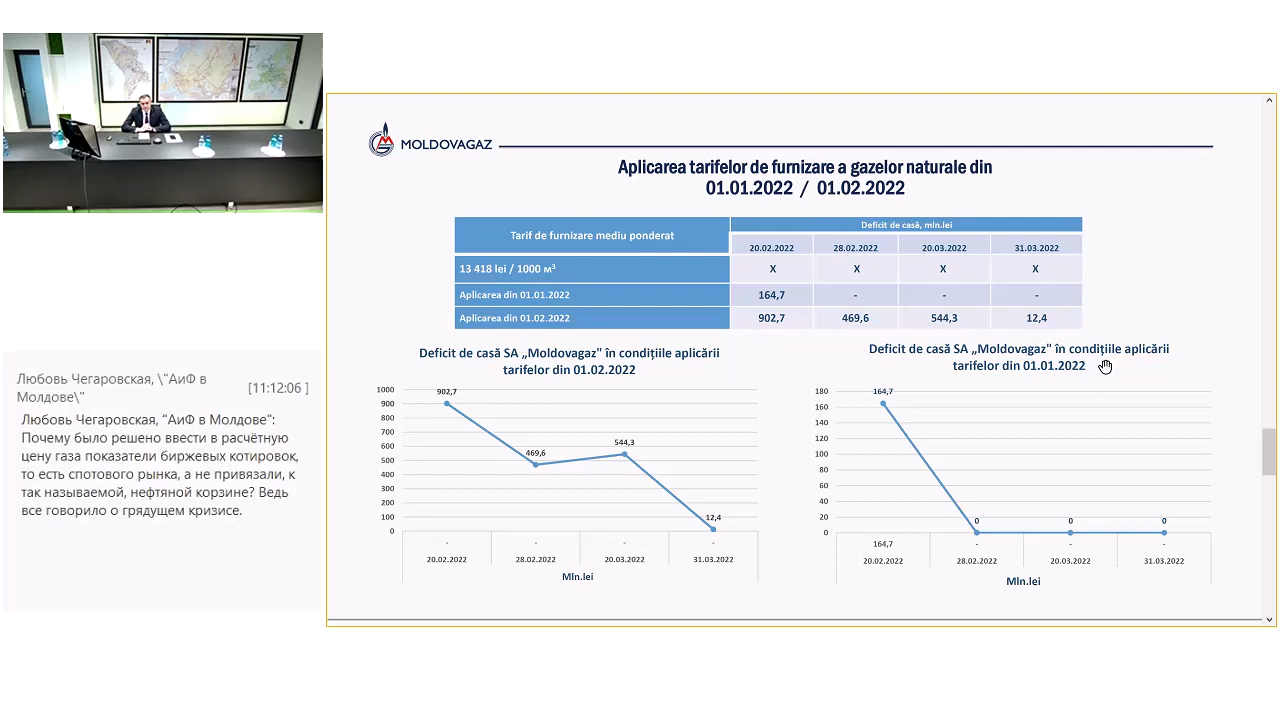 Любовь Чегаровская, \"АиФ в
Молдове\"
[11:12:06 ]
Любовь Чегаровская, "АиФ в Молдове":
Почему было решено ввести в расчётную
цену газа показатели биржевых котировок,
то есть спотового рынка, а не привязали, к
так называемой, нефтяной корзине? Ведь
все говорило о грядущем кризисе.
MOLDOVAGAZ
Aplicarea tarifelor de furnizare a gazelor naturale din
01.01.2022 / 01.02.2022
Tarif de furnizare mediu ponderat
Deficit de casă, mln.lei
20.02.2022 28.02.2022 20.03.2022 31.03.2022
13 418 lei / 1000 м³ X X X X
Aplicarea din 01.01.2022 164,7 - - -
Aplicarea din 01.02.2022 902,7 469,6 544,3 12,4
Deficit de casă SA „Moldovagaz" în condițiile aplicării
tarifelor din 01.02.2022
1000
900
800
700
600
500
400
300
200
100
0
902,7
469,6
544,3
12,4
- - - -
20.02.2022 28.02.2022 20.03.2022 31.03.2022
Mln.lei
Deficit de casă SA „Moldovagaz" în condițiile aplicării
tarifelor din 01.01.2022
180
160
140
120
100
80
60
40
20
0
164,7
0
0
0
164,7 - - -
20.02.2022 28.02.2022 20.03.2022 31.03.2022
Mln.lei